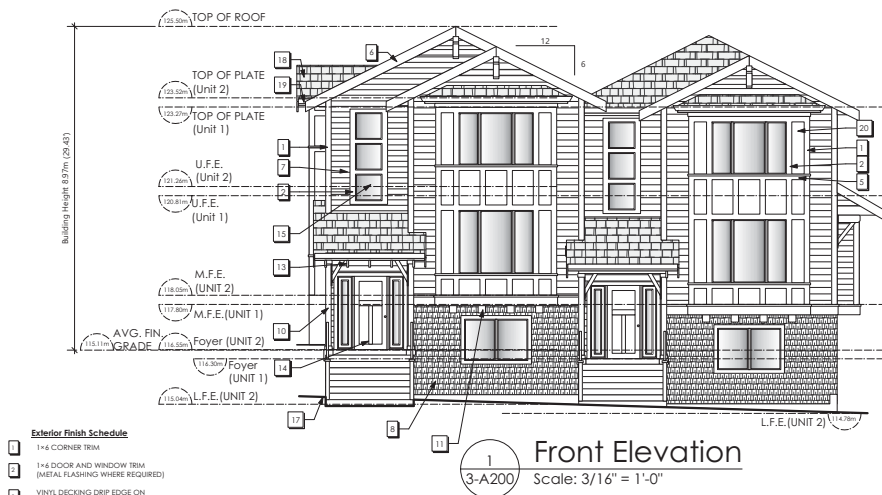 125.50m
TOP OF ROOF
12
6
6
18
19
TOP OF PLATE
(Unit 2)
123.52m
123.27m
TOP OF PLATE
(Unit 1)
Building Height 8.97m (29.43')
1
7
2
20
1
2
5
U.F.E.
(Unit 2)
121.26m
120.81m
U.F.E.
(Unit 1)
15
13
M.F.E.
(UNIT 2)
118.05m
117.80m
M.F.E.(UNIT 1)
10
AVG. FIN.
GRADE
115.11m
116.55m
Foyer (UNIT 2)
116.30m
Foyer
(UNIT 1)
14
115.04m
L.F.E.(UNIT 2)
17
8
11
L.F.E.(UNIT 2)
114.78m
Exterior Finish Schedule
1
1×6 CORNER TRIM
2
1×6 DOOR AND WINDOW TRIM
(METAL FLASHING WHERE REQUIRED)
VINYL DECKING DRIP EDGE ON
1
3-A200
Front Elevation
Scale: 3/16" = 1'-0"